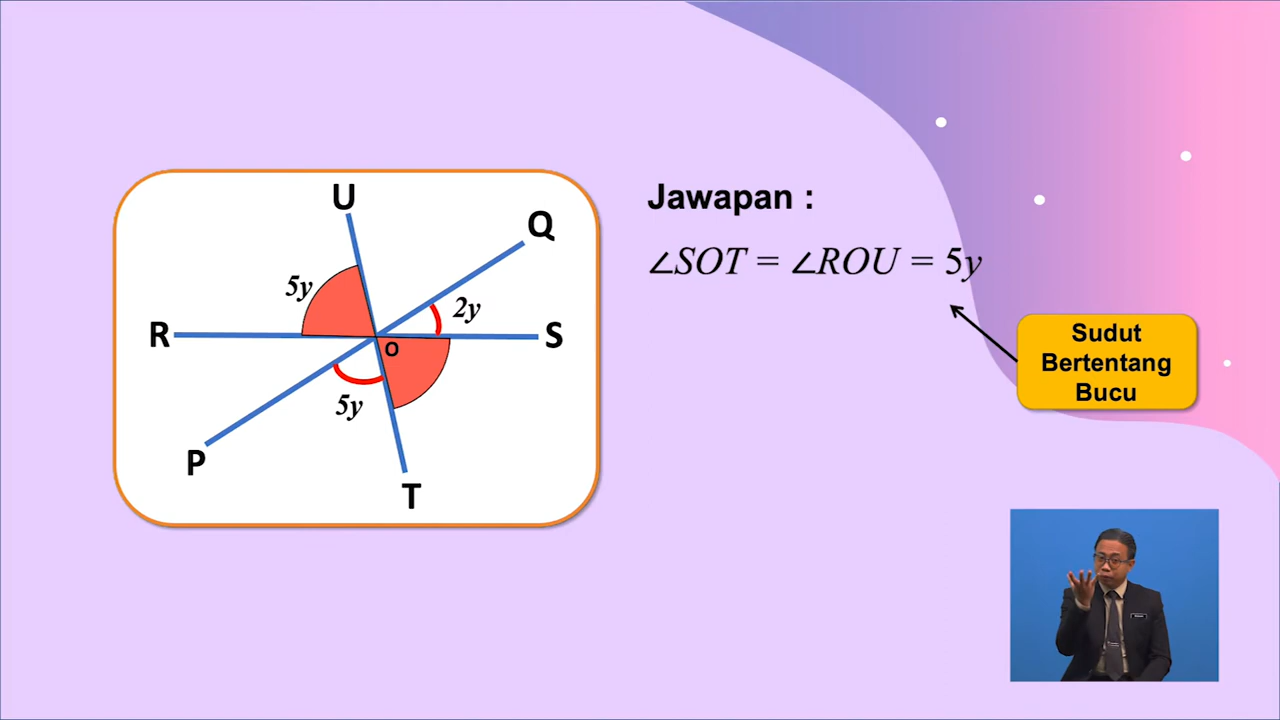 U
Q
5y
2y
R
S
O
5y
P
T
Jawapan :
∠SOT = ∠ROU = 5y
Sudut
Bertentang
Bucu